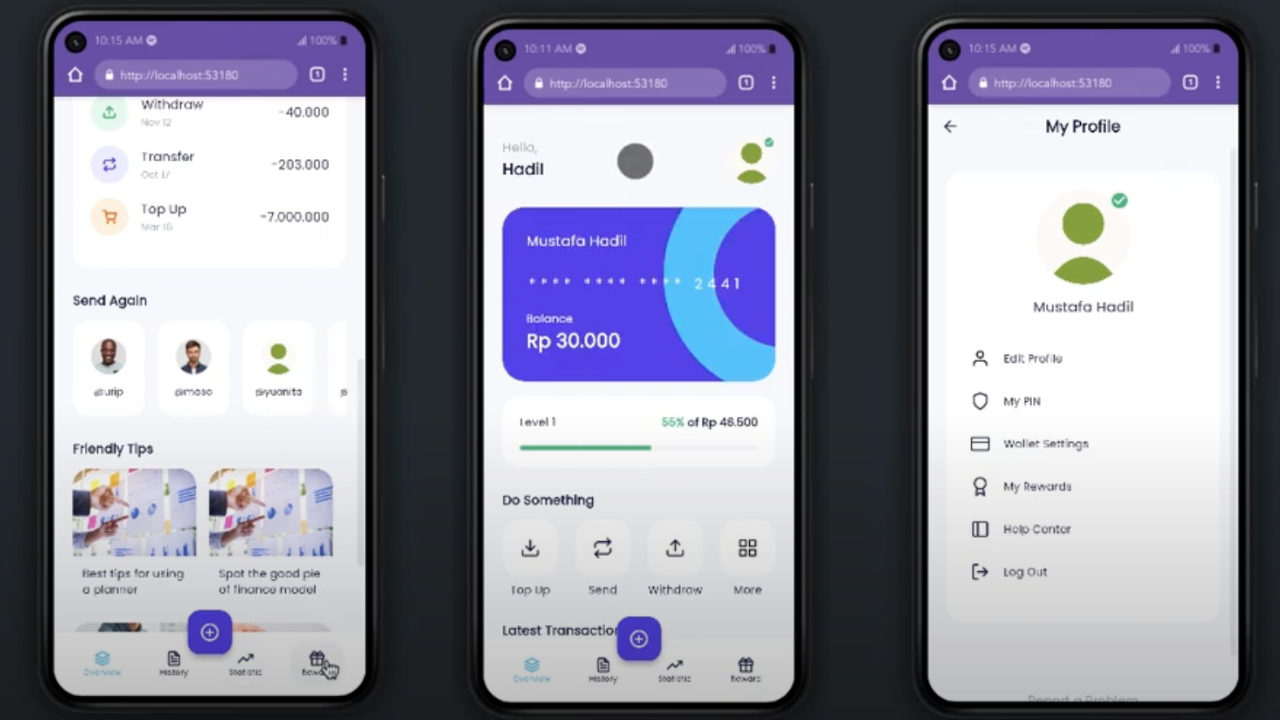 10:15 AM
100%
http://localhost:53180
1
Withdraw
-40.000
Nov 12
Transfer
-203.000
Oct 17
Top Up
-7.000.000
Mar 16
Send Again
@urip
@moso
@yuanita
Friendly Tips
Best tips for using
a planner
Spot the good pie
of finance model
Overview
History
Statistic
Reward
10:11 AM
100%
http://localhost:53180
1
Hello,
Hadil
Mustafa Hadil
**** **** **** 2441
Balance
Rp 30.000
Level 1
55% of Rp 46.500
Do Something
Top Up
Send
Withdraw
More
Latest Transaction
Overview
History
Statistic
Reward
10:15 AM
100%
http://localhost:53180
1
My Profile
Mustafa Hadil
Edit Profile
My PIN
Wallet Settings
My Rewards
Help Center
Log Out
Report a Problem